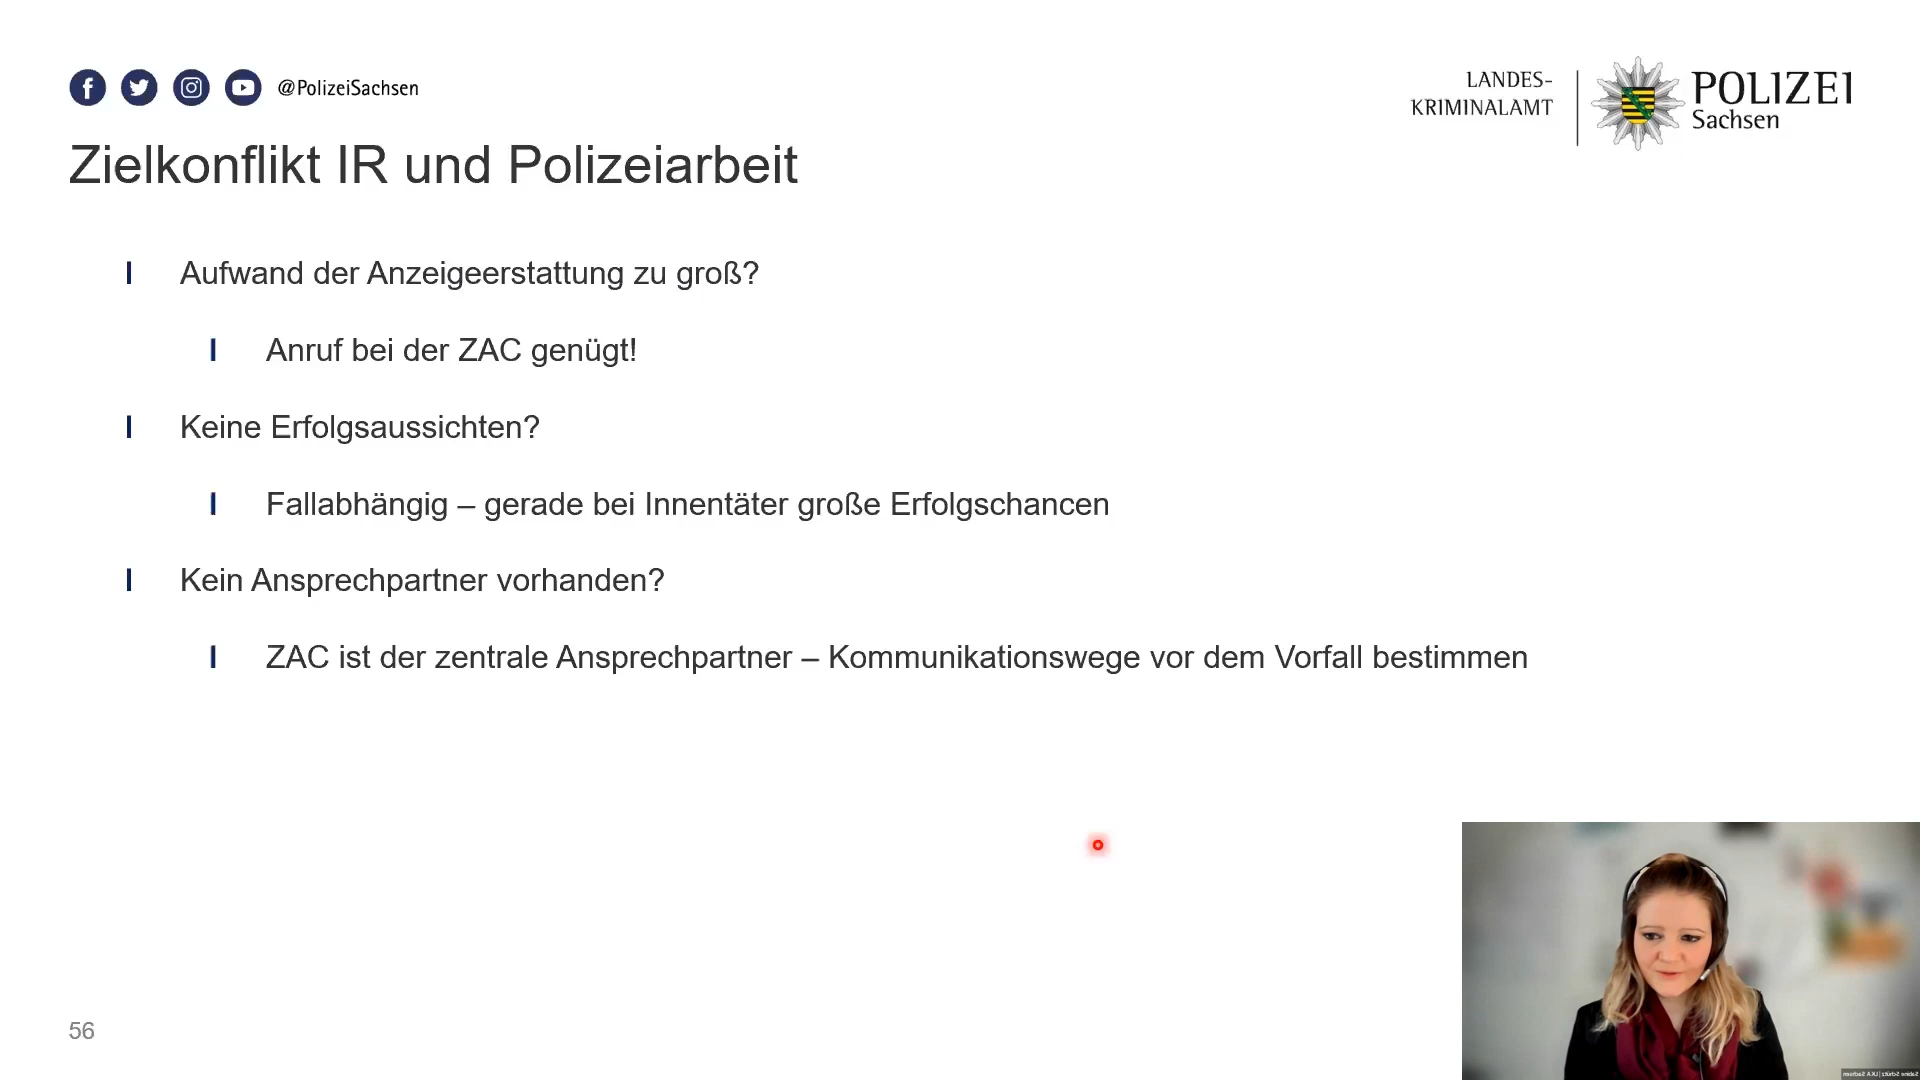 @PolizeiSachsen
LANDES-
KRIMINALAMT
POLIZEI
Sachsen
Zielkonflikt IR und Polizeiarbeit
Aufwand der Anzeigeerstattung zu groß?
Anruf bei der ZAC genügt!
Keine Erfolgsaussichten?
Fallabhängig – gerade bei Innentäter große Erfolgschancen
Kein Ansprechpartner vorhanden?
ZAC ist der zentrale Ansprechpartner – Kommunikationswege vor dem Vorfall bestimmen
56